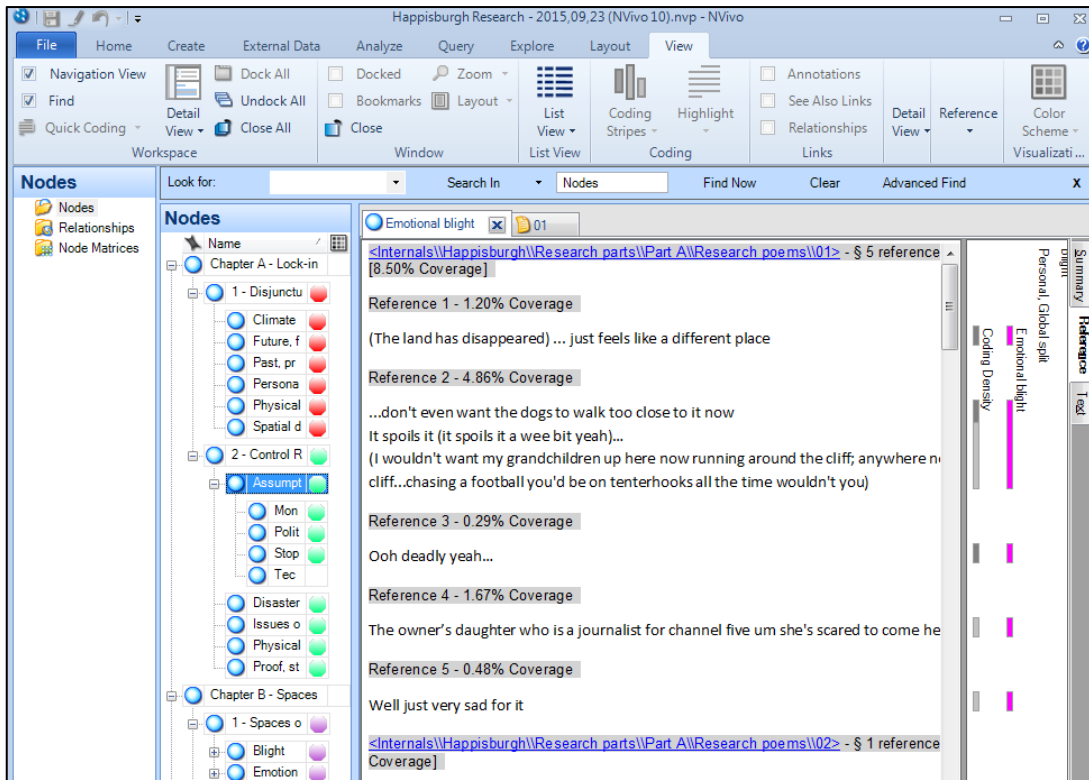 Happisburgh Research - 2015,09,23 (NVivo 10).nvp - NVivo
File Home Create External Data Analyze Query Explore Layout View
Navigation View
Find
Quick Coding
Workspace
Detail View
Dock All
Undock All
Close All
Docked
Bookmarks
Close
Zoom
Layout
Window
List View
List View
Coding Stripes
Highlight
Coding
Annotations
See Also Links
Relationships
Links
Detail View
Reference
Color Scheme
Visualizati ...
Nodes
Nodes
Relationships
Node Matrices
Look for: Search In Nodes Find Now Clear Advanced Find X
Nodes
Name
Chapter A - Lock-in
1 - Disjunctu
Climate
Future, f
Past, pr
Persona
Physical
Spatial d
2 - Control R
Assumpt
Mon
Polit
Stop
Tec
Disaster
Issues o
Physical
Proof, st
Chapter B - Spaces
1 - Spaces o
Blight
Emotion
Emotional blight 01
<Internals\\Happisburgh\\Research parts\\Part A\\Research poems\\01> - § 5 reference
[8.50% Coverage]
Reference 1 - 1.20% Coverage
(The land has disappeared) ... just feels like a different place
Reference 2 - 4.86% Coverage
...don't even want the dogs to walk too close to it now
It spoils it (it spoils it a wee bit yeah)...
(I wouldn't want my grandchildren up here now running around the cliff; anywhere
cliff...chasing a football you'd be on tenterhooks all the time wouldn't you)
Reference 3 - 0.29% Coverage
Ooh deadly yeah...
Reference 4 - 1.67% Coverage
The owner's daughter who is a journalist for channel five um she's scared to come he
Reference 5 - 0.48% Coverage
Well just very sad for it
<Internals\\Happisburgh\\Research parts\\Part A\\Research poems\\02> - § 1 reference
Coverage]
Coding Density
Emotional blight
Personal, Global split
Summary
Reference
Text